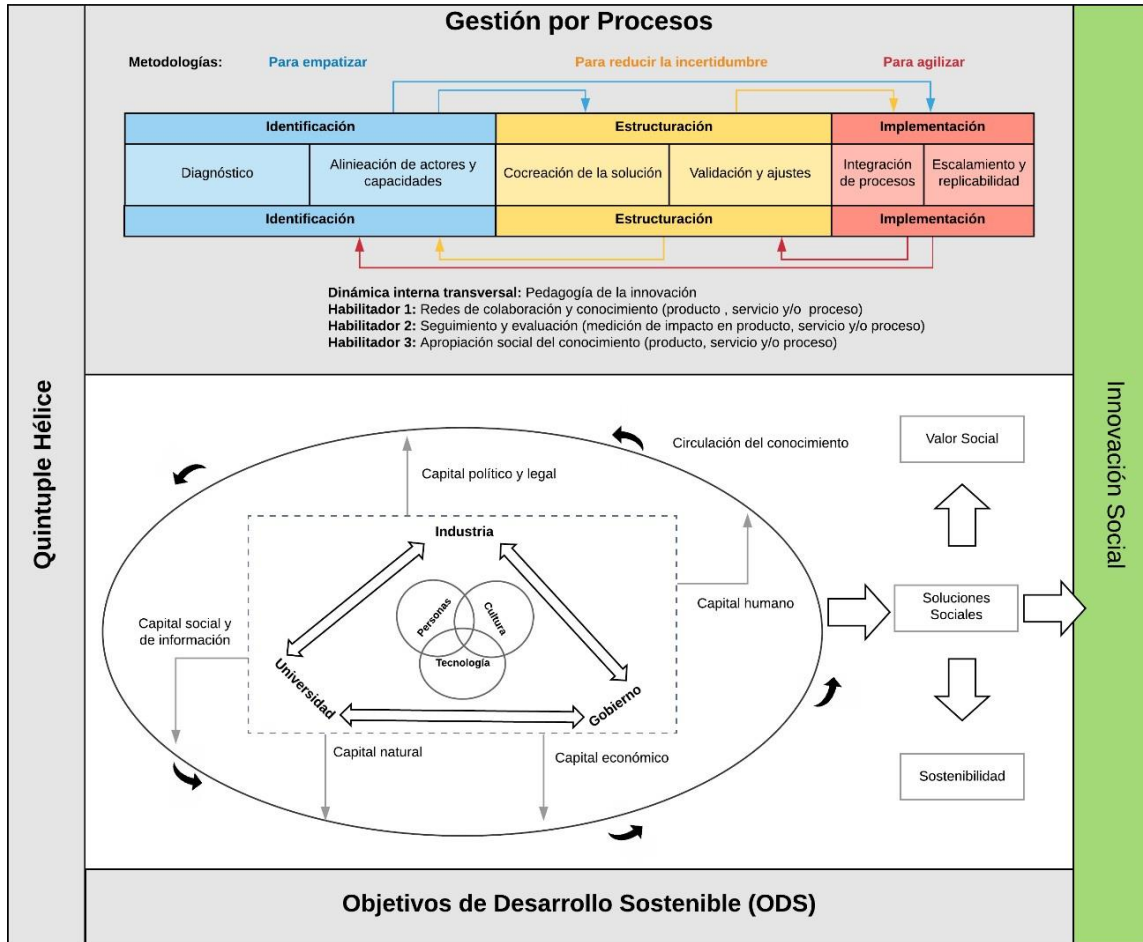 Gestión por Procesos
Metodologías: Para empatizar Para reducir la incertidumbre Para agilizar
Identificación Estructuración Implementación
Diagnóstico
Alinieación de actores y
capacidades
Cocreación de la solución
Validación y ajustes
Integración
de procesos
Escalamiento y
replicabilidad
Identificación Estructuración Implementación
Dinámica interna transversal: Pedagogía de la innovación
Habilitador 1: Redes de colaboración y conocimiento (producto , servicio y/o proceso)
Habilitador 2: Seguimiento y evaluación (medición de impacto en producto, servicio y/o proceso)
Habilitador 3: Apropiación social del conocimiento (producto, servicio y/o proceso)
Quintuple Hélice
Circulación del conocimiento
Capital político y legal
Industria
Personas
Cultura
Tecnología
Capital humano
Capital social y
de información
Universidad
Gobierno
Capital natural
Capital económico
Valor Social
Soluciones
Sociales
Sostenibilidad
Innovación Social
Objetivos de Desarrollo Sostenible (ODS)